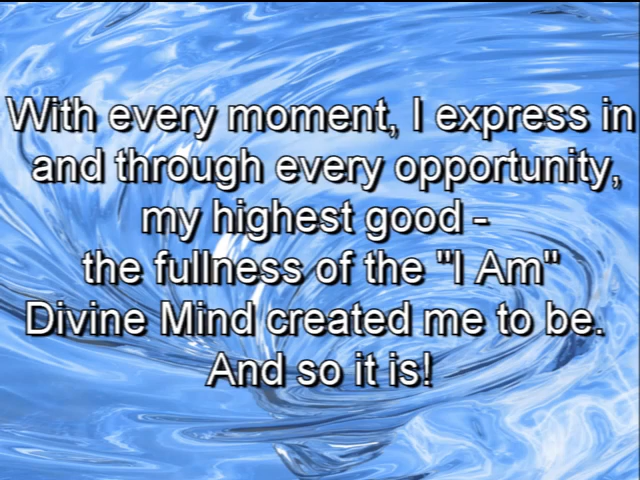 With every moment, I express in
and through every opportunity,
my highest good -
the fullness of the "I Am"
Divine Mind created me to be.
And so it is!